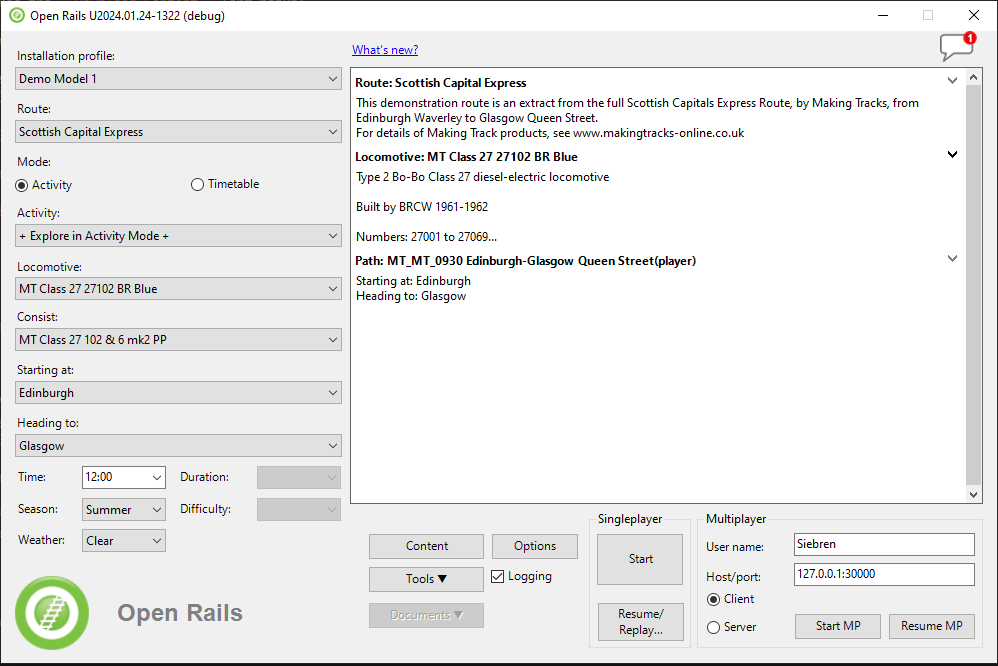 Open Rails U2024.01.24-1322 (debug)
Installation profile:
Demo Model 1
Route:
Scottish Capital Express
Mode:
Activity
Timetable
Activity:
+ Explore in Activity Mode +
Locomotive:
MT Class 27 27102 BR Blue
Consist:
MT Class 27 102 & 6 mk2 PP
Starting at:
Edinburgh
Heading to:
Glasgow
Time:
12:00
Duration:
Season:
Summer
Difficulty:
Weather:
Clear
Open Rails
What's new?
1
Route: Scottish Capital Express
This demonstration route is an extract from the full Scottish Capitals Express Route, by Making Tracks, from
Edinburgh Waverley to Glasgow Queen Street.
For details of Making Track products, see www.makingtracks-online.co.uk
Locomotive: MT Class 27 27102 BR Blue
Type 2 Bo-Bo Class 27 diesel-electric locomotive
Built by BRCW 1961-1962
Numbers: 27001 to 27069...
Path: MT_MT_0930 Edinburgh-Glasgow Queen Street(player)
Starting at: Edinburgh
Heading to: Glasgow
Content
Options
Tools ▼
Logging
Documents ▼
Singleplayer
Start
Resume/
Replay...
Multiplayer
User name:
Siebren
Host/port:
127.0.0.1:30000
Client
Server
Start MP
Resume MP